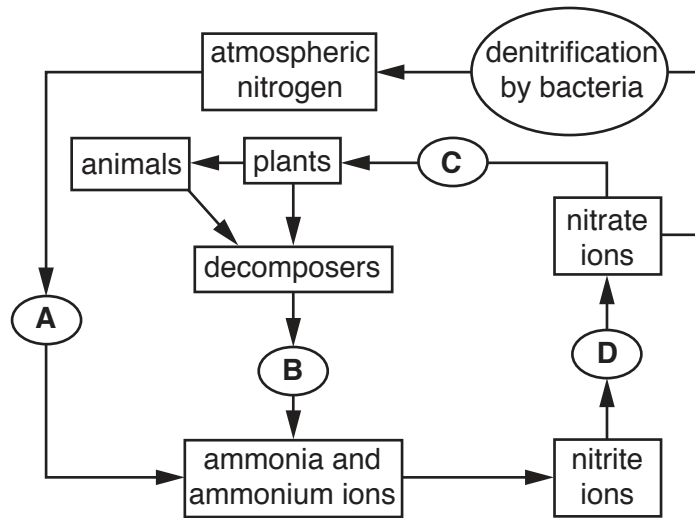 atmospheric
nitrogen
denitrification
by bacteria
animals
plants
C
nitrate
ions
decomposers
A
B
D
ammonia and
ammonium ions
nitrite
ions